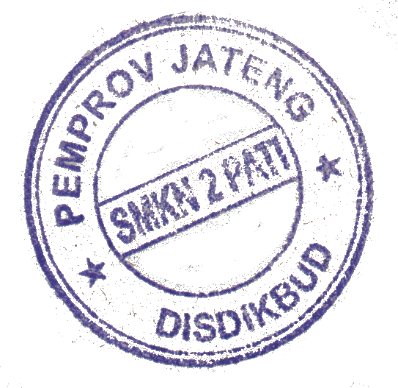 PEMPROV JATENG
SMKN 2 PATI
DISDIKBUD